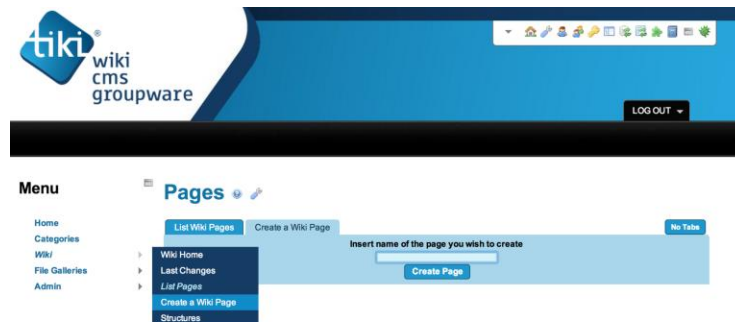 tiki®
wiki
cms
groupware
LOG OUT
Menu
Pages
Home
Categories
Wiki
File Galleries
Admin
List Wiki Pages
Create a Wiki Page
No Tabs
Insert name of the page you wish to create
Create Page
Wiki Home
Last Changes
List Pages
Create a Wiki Page
Structures